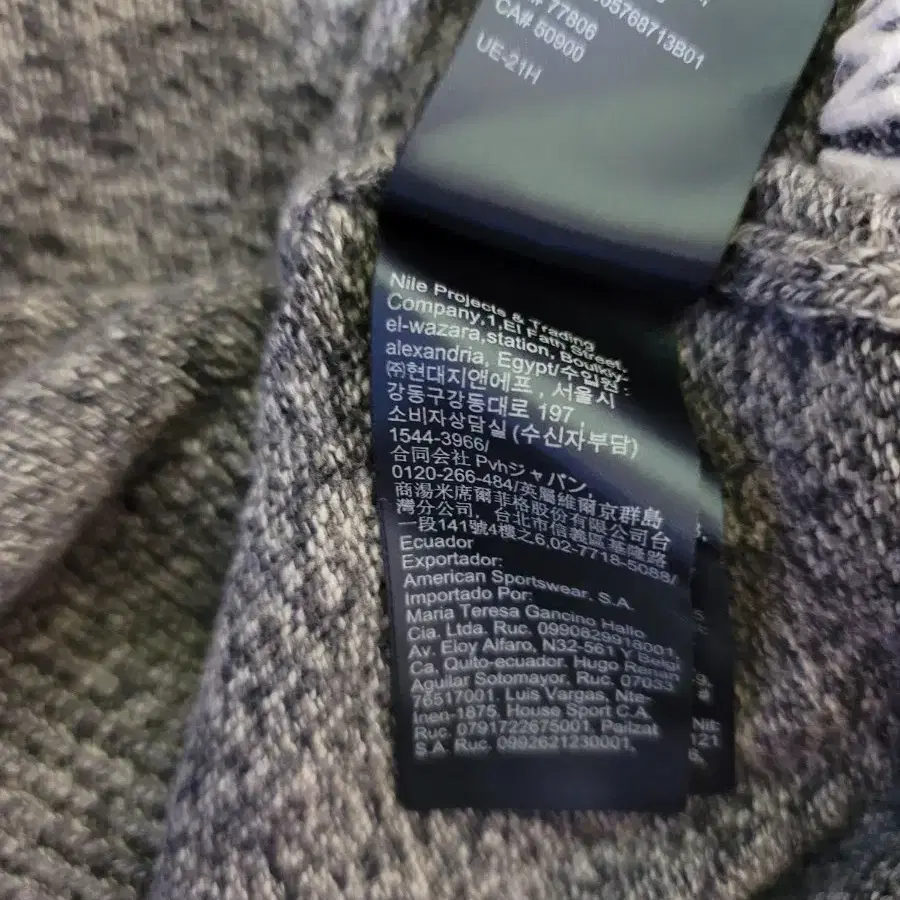 # 77806
CA# 50900
05768713B01
UE-21H
Nile Projects & Trading
Company,1,El Fath Street,
el-wazara,station, Boulkly-
alexandria, Egypt/수입원:
㈜현대지앤에프, 서울시
강동구강동대로 197,
소비자상담실 (수신자부담)
1544-3966/
合同会社 Pvhジャパン,
0120-266-484/英屬維爾京群島
商湯米席爾菲格股份有限公司台
灣分公司, 台北市信義區基隆路
一段141號4樓之6,02-7718-5088/
Ecuador
Exportador:
American Sportswear, S.A.
Importado Por:
Maria Teresa Gancino Hallo
Cia. Ltda. Ruc. 0990829918001,
Av. Eloy Alfaro, N32-561 Y Belgi
Ca, Quito-ecuador. Hugo Renan
Aguilar Sotomayor. Ruc. 07033
76517001. Luis Vargas, Nte-
Inen-1875. House Sport C.A.
Ruc. 0791722675001. Pailzat
S.A. Ruc. 0992621230001,
Nit:
121